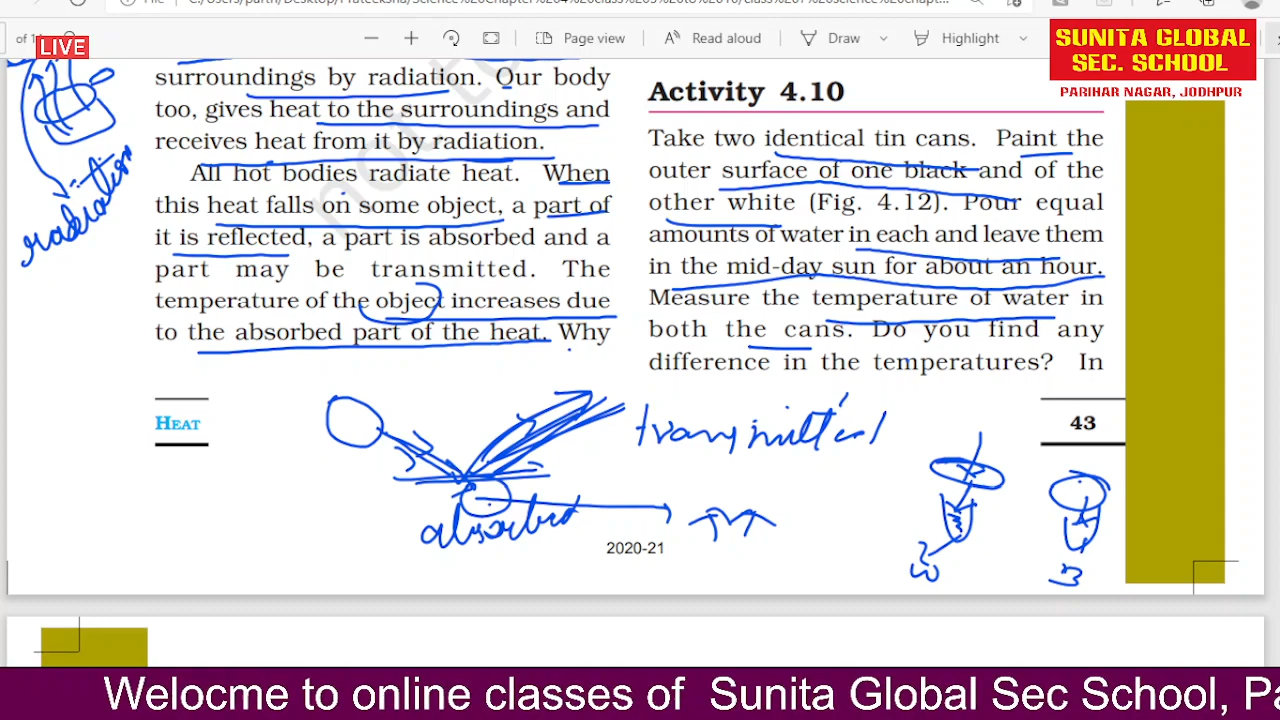 of 1
LIVE
Page view
Read aloud
Draw
Highlight
SUNITA GLOBAL
SEC. SCHOOL
PARIHAR NAGAR, JODHPUR
surroundings by radiation. Our body
too, gives heat to the surroundings and
receives heat from it by radiation.
All hot bodies radiate heat. When
this heat falls on some object, a part of
it is reflected, a part is absorbed and a
part may be transmitted. The
temperature of the object increases due
to the absorbed part of the heat. Why
radiation
HEAT
Activity 4.10
Take two identical tin cans. Paint the
outer surface of one black and of the
other white (Fig. 4.12). Pour equal
amounts of water in each and leave them
in the mid-day sun for about an hour.
Measure the temperature of water in
both the cans. Do you find any
difference in the temperatures? In
43
transmitted
absorbed
2020-21
Welocme to online classes of Sunita Global Sec School, Pa